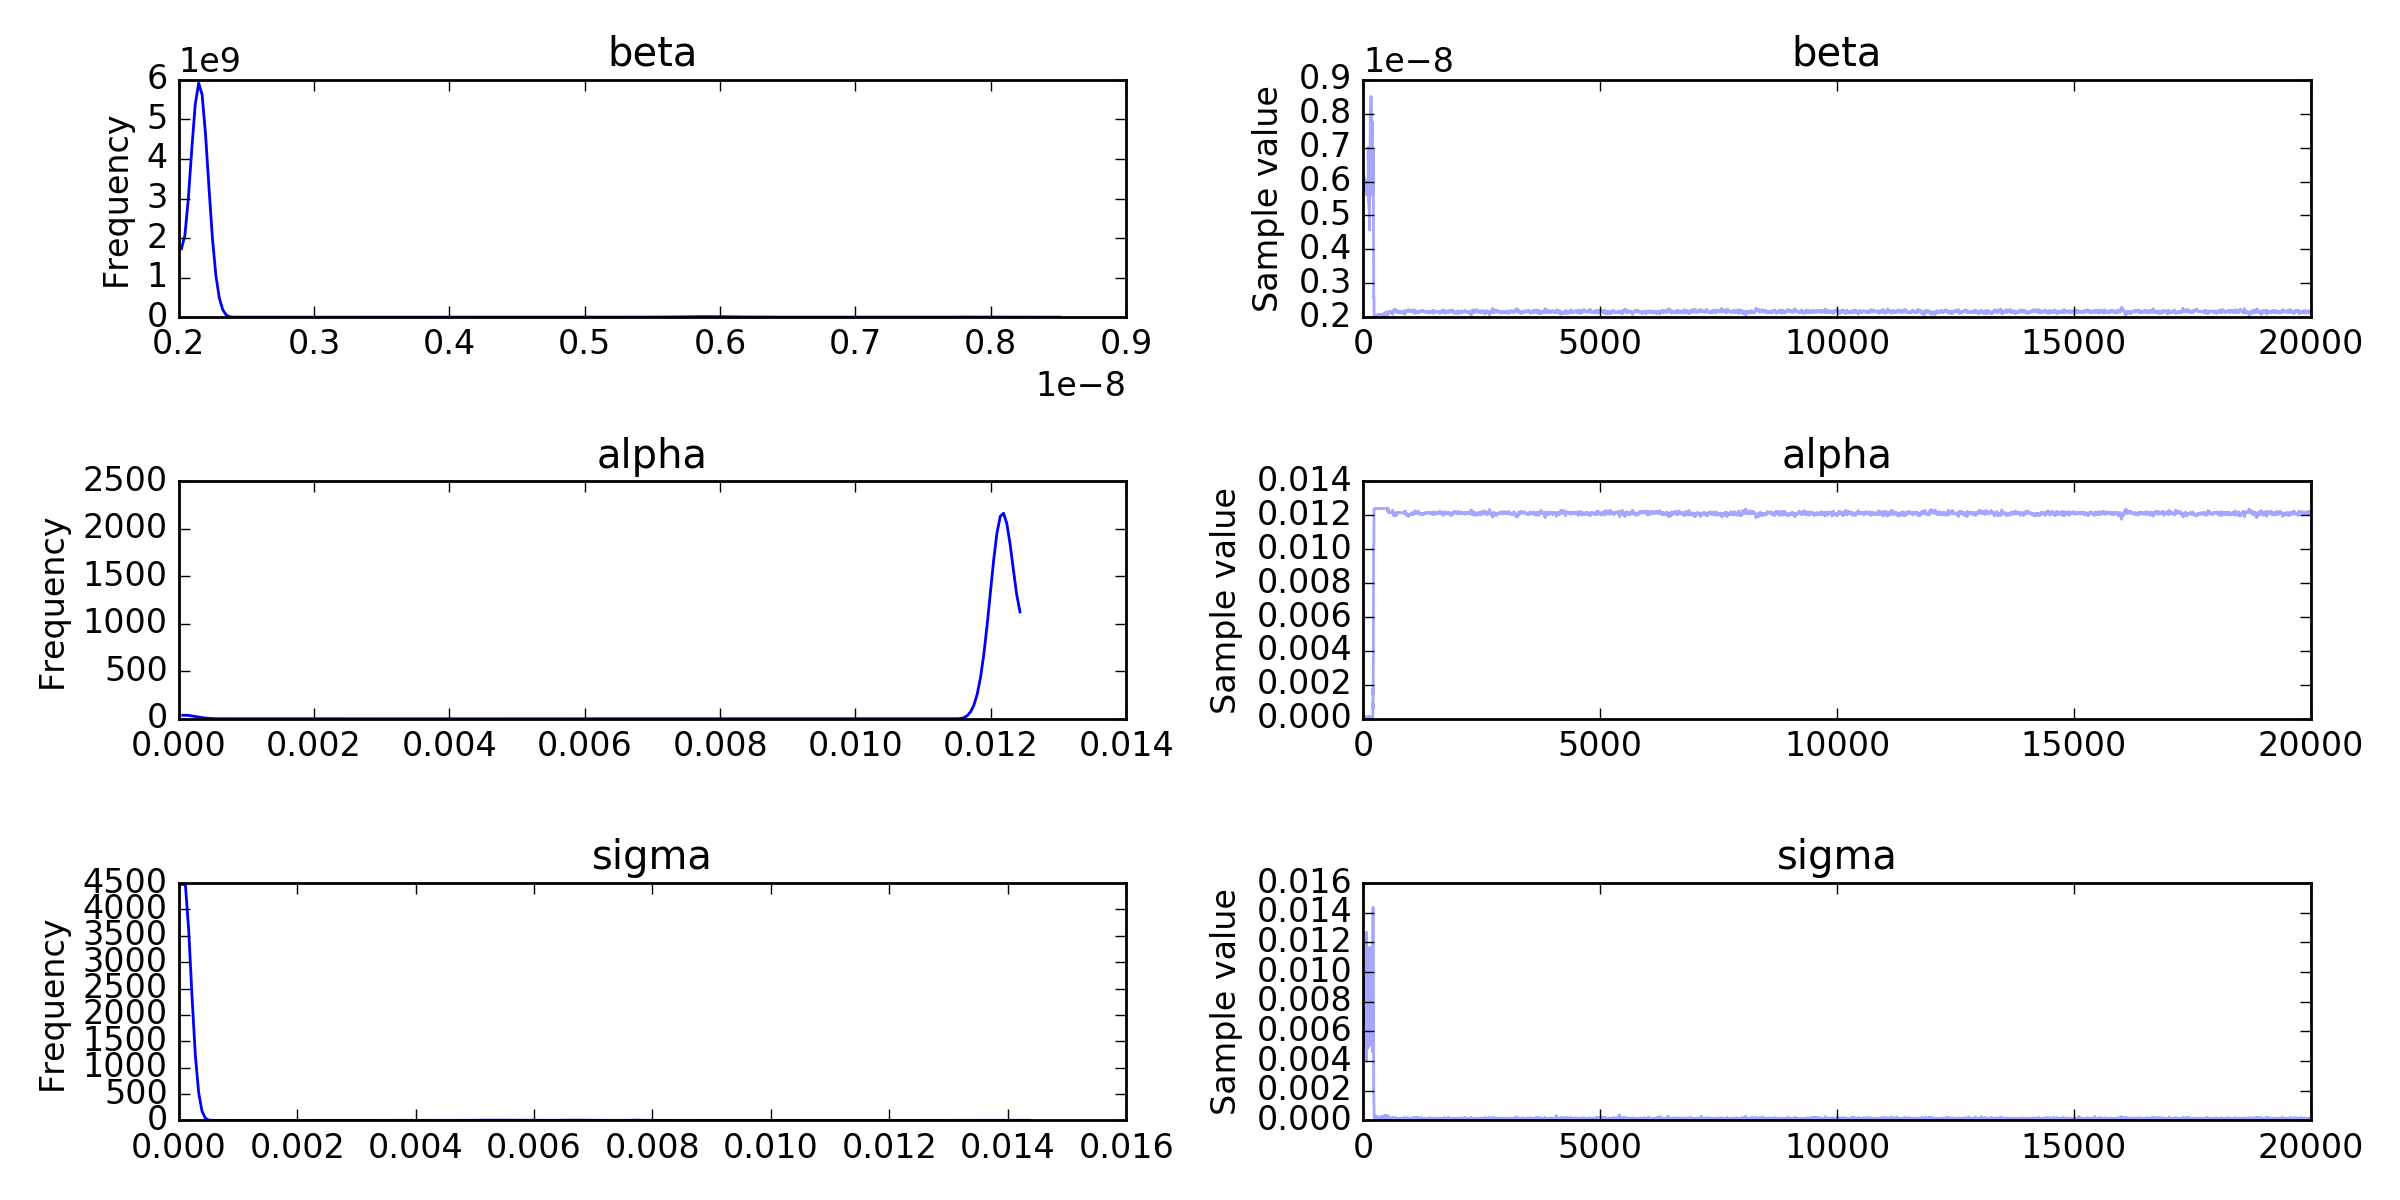 beta
1e9
Frequency
6
5
4
3
2
1
0
0.2 0.3 0.4 0.5 0.6 0.7 0.8 0.9
1e−8
beta
1e−8
Sample value
0.9
0.8
0.7
0.6
0.5
0.4
0.3
0.2
0 5000 10000 15000 20000
alpha
Frequency
2500
2000
1500
1000
500
0
0.000 0.002 0.004 0.006 0.008 0.010 0.012 0.014
alpha
Sample value
0.014
0.012
0.010
0.008
0.006
0.004
0.002
0.000
0 5000 10000 15000 20000
sigma
Frequency
4500
4000
3500
3000
2500
2000
1500
1000
500
0
0.000 0.002 0.004 0.006 0.008 0.010 0.012 0.014 0.016
sigma
Sample value
0.016
0.014
0.012
0.010
0.008
0.006
0.004
0.002
0.000
0 5000 10000 15000 20000